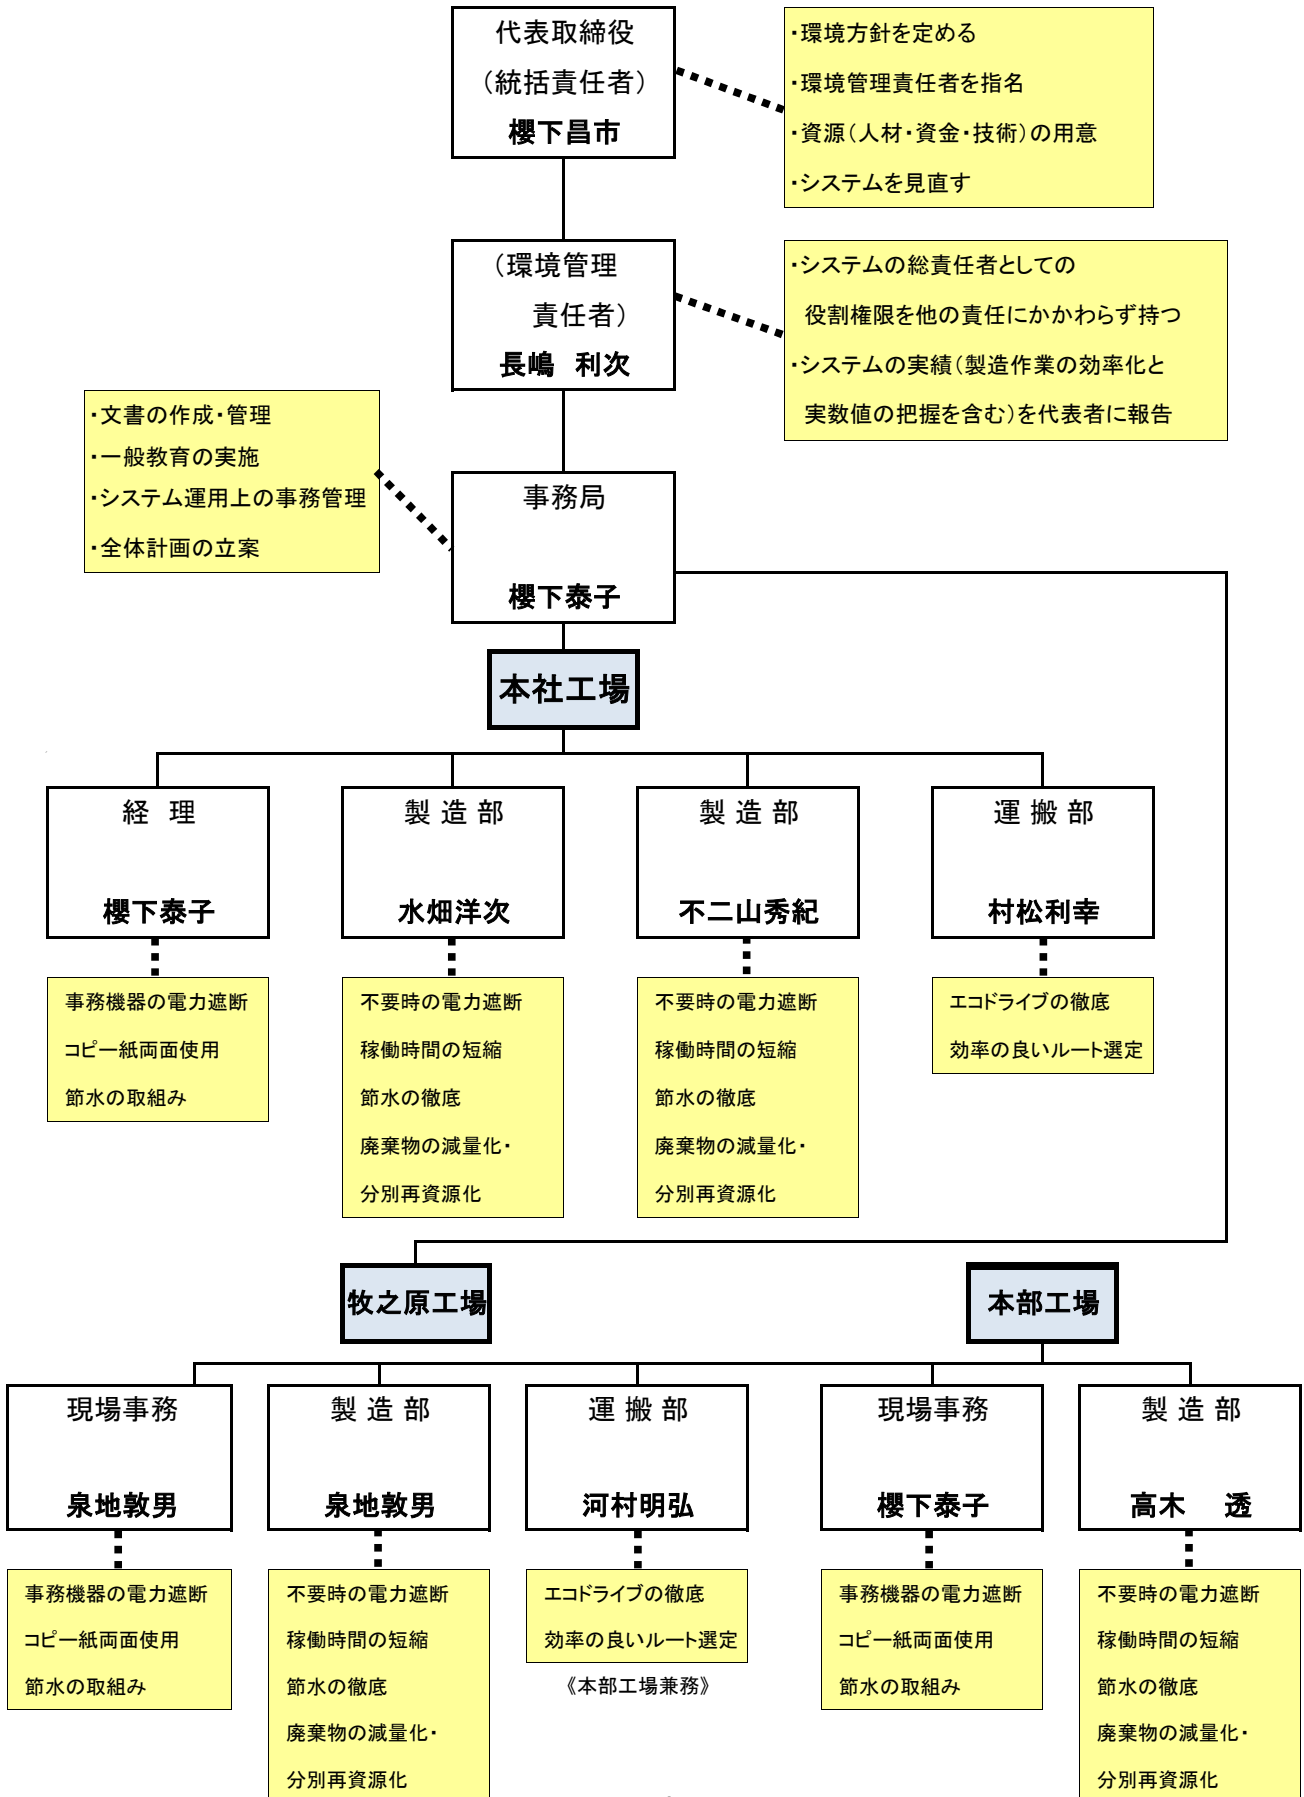 代表取締役
（統括責任者）
櫻下昌市
・環境方針を定める
・環境管理責任者を指名
・資源（人材・資金・技術）の用意
・システムを見直す
（環境管理
責任者）
長嶋　利次
・システムの総責任者としての
役割権限を他の責任にかかわらず持つ
・システムの実績（製造作業の効率化と
実数値の把握を含む）を代表者に報告
・文書の作成・管理
・一般教育の実施
・システム運用上の事務管理
・全体計画の立案
事務局
櫻下泰子
本社工場
経　理
櫻下泰子
事務機器の電力遮断
コピー紙両面使用
節水の取組み
製 造 部
水畑洋次
不要時の電力遮断
稼働時間の短縮
節水の徹底
廃棄物の減量化・
分別再資源化
製 造 部
不二山秀紀
不要時の電力遮断
稼働時間の短縮
節水の徹底
廃棄物の減量化・
分別再資源化
運 搬 部
村松利幸
エコドライブの徹底
効率の良いルート選定
牧之原工場
本部工場
現場事務
泉地敦男
事務機器の電力遮断
コピー紙両面使用
節水の取組み
製 造 部
泉地敦男
不要時の電力遮断
稼働時間の短縮
節水の徹底
廃棄物の減量化・
分別再資源化
運 搬 部
河村明弘
エコドライブの徹底
効率の良いルート選定
《本部工場兼務》
現場事務
櫻下泰子
事務機器の電力遮断
コピー紙両面使用
節水の取組み
製 造 部
高木　透
不要時の電力遮断
稼働時間の短縮
節水の徹底
廃棄物の減量化・
分別再資源化